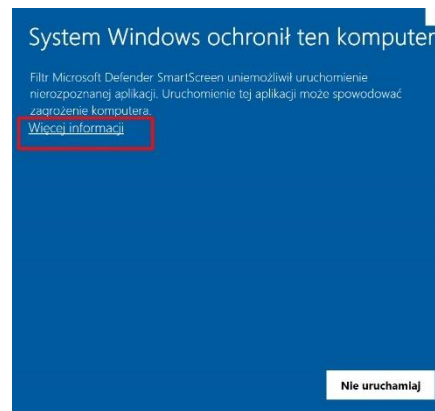 System Windows ochronił ten komputer
Filtr Microsoft Defender SmartScreen uniemożliwił uruchomienie
nierozpoznanej aplikacji. Uruchomienie tej aplikacji może spowodować
zagrożenie komputera.
Więcej informacji
Nie uruchamiaj